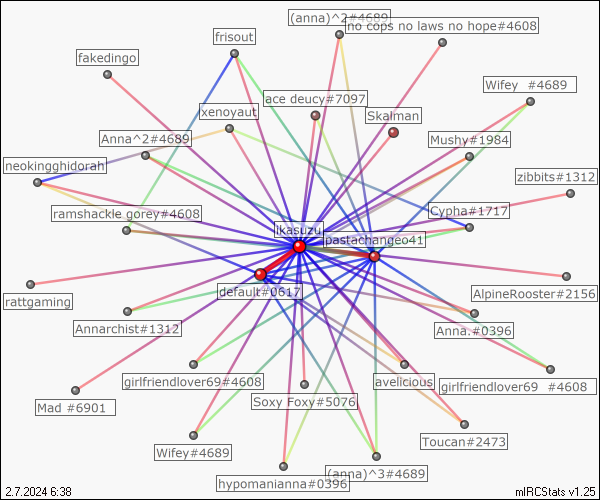 (anna)^2#4689
no cops no laws no hope#4608
frisout
fakedingo
Wifey  #4689
ace deucy#7097
xenoyaut
Skalman
Anna^2#4689
Mushy#1984
neokingghidorah
zibbits#1312
ramshackle gorey#4608
Cypha#1717
ikasuzu
pastachange041
default#0617
rattgaming
AlpineRooster#2156
Annarchist#1312
Anna.#0396
girlfriendlover69#4608
avelicious
girlfriendlover69  #4608
Mad #6901
Soxy Foxy#5076
Toucan#2473
Wifey#4689
(anna)^3#4689
hypomanianna#0396
2.7.2024 6:38
mIRCStats v1.25